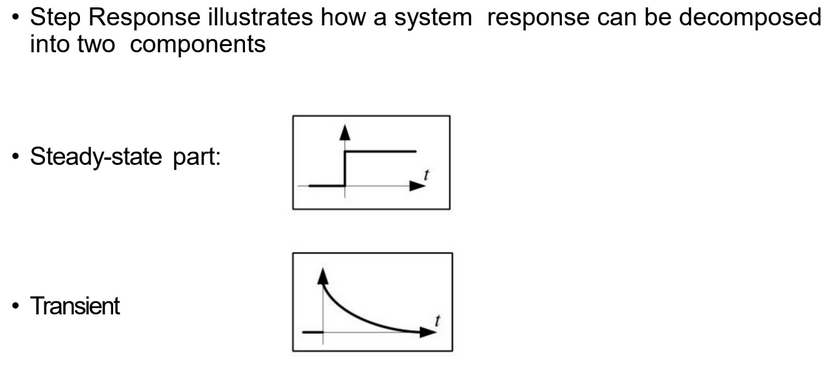 • Step Response illustrates how a system response can be decomposed
into two components
• Steady-state part:
t
• Transient
t